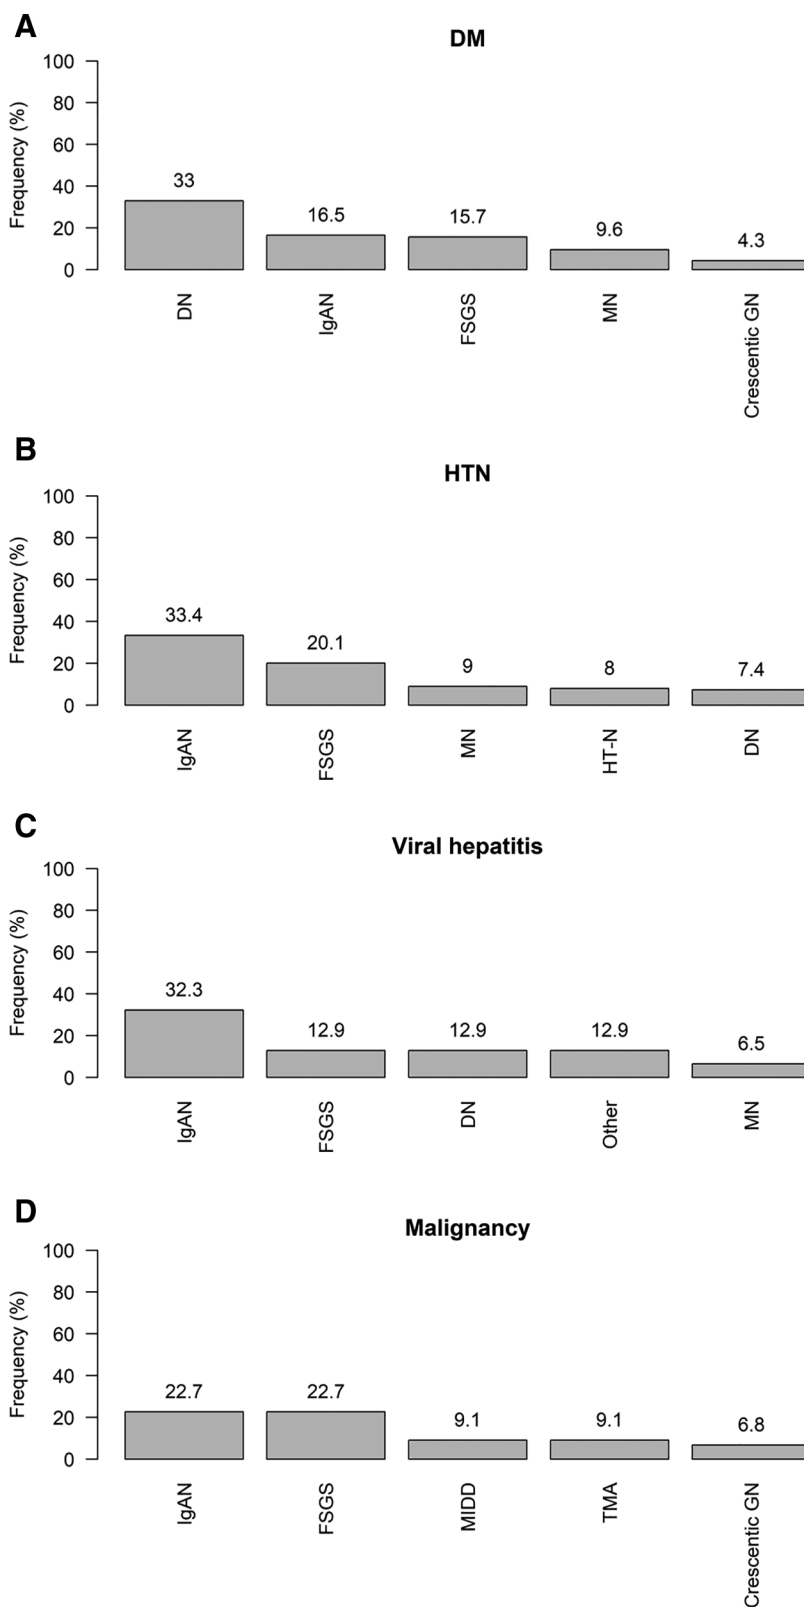 A
DM
Frequency (%)
100
80
60
40
20
0
33
16.5
15.7
9.6
4.3
DN
IgAN
FSGS
MN
Crescentic GN
B
HTN
Frequency (%)
100
80
60
40
20
0
33.4
20.1
9
8
7.4
IgAN
FSGS
MN
HT-N
DN
C
Viral hepatitis
Frequency (%)
100
80
60
40
20
0
32.3
12.9
12.9
12.9
6.5
IgAN
FSGS
DN
Other
MN
D
Malignancy
Frequency (%)
100
80
60
40
20
0
22.7
22.7
9.1
9.1
6.8
IgAN
FSGS
MIDD
TMA
Crescentic GN